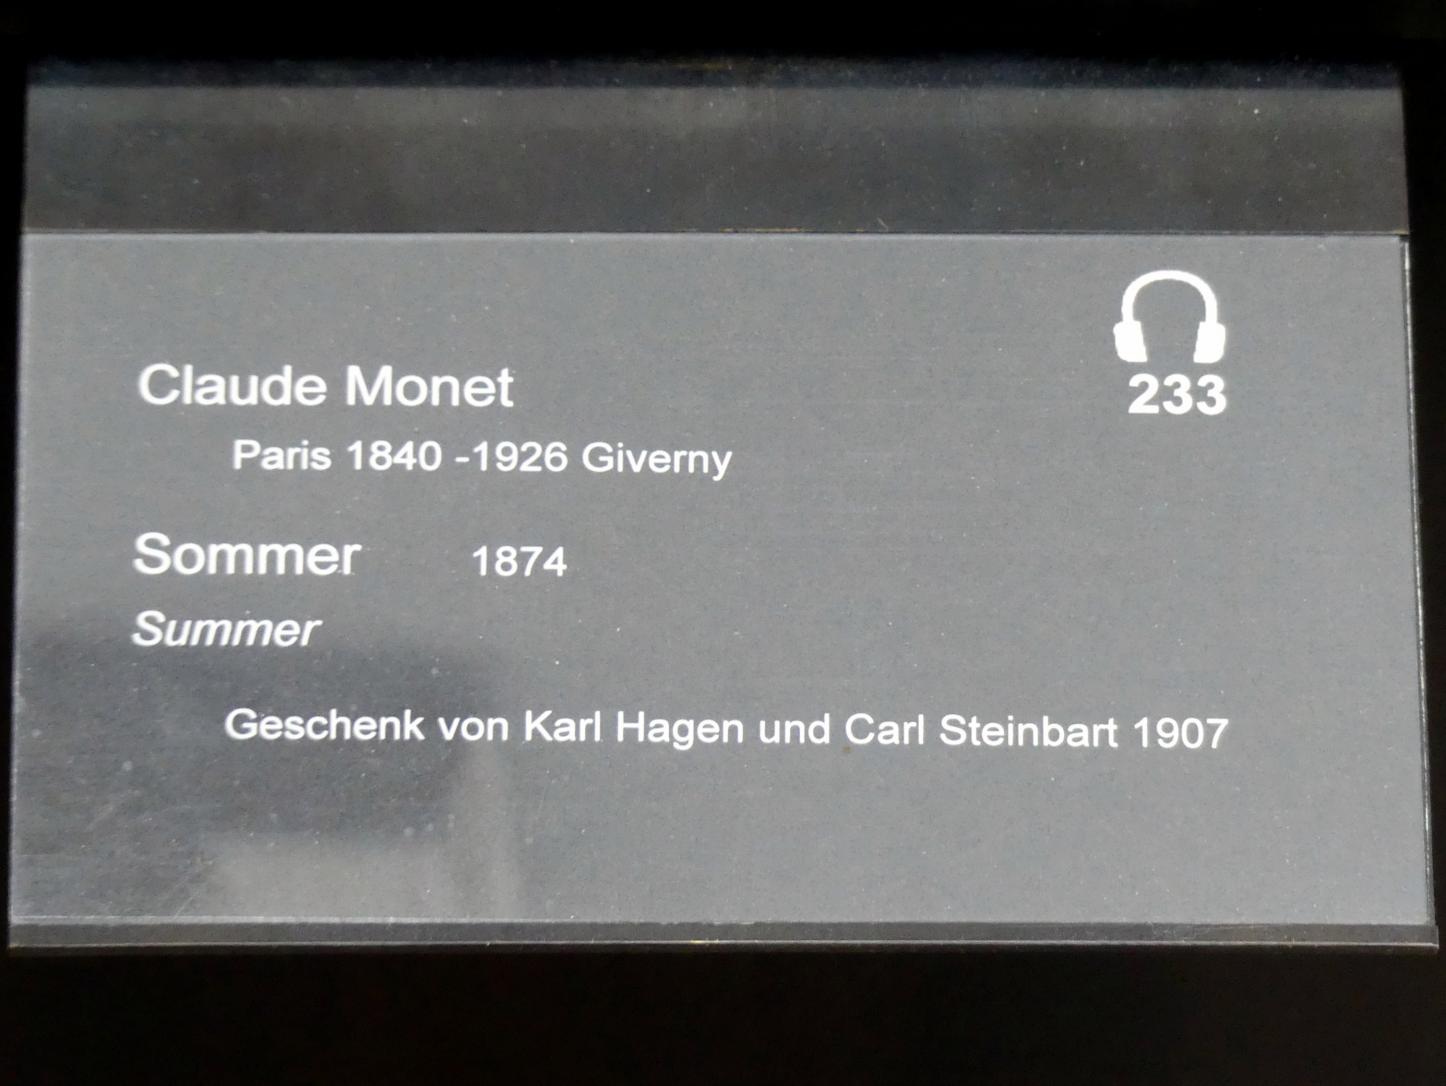 233
Claude Monet
Paris 1840 -1926 Giverny
Sommer 1874
Summer
Geschenk von Karl Hagen und Carl Steinbart 1907